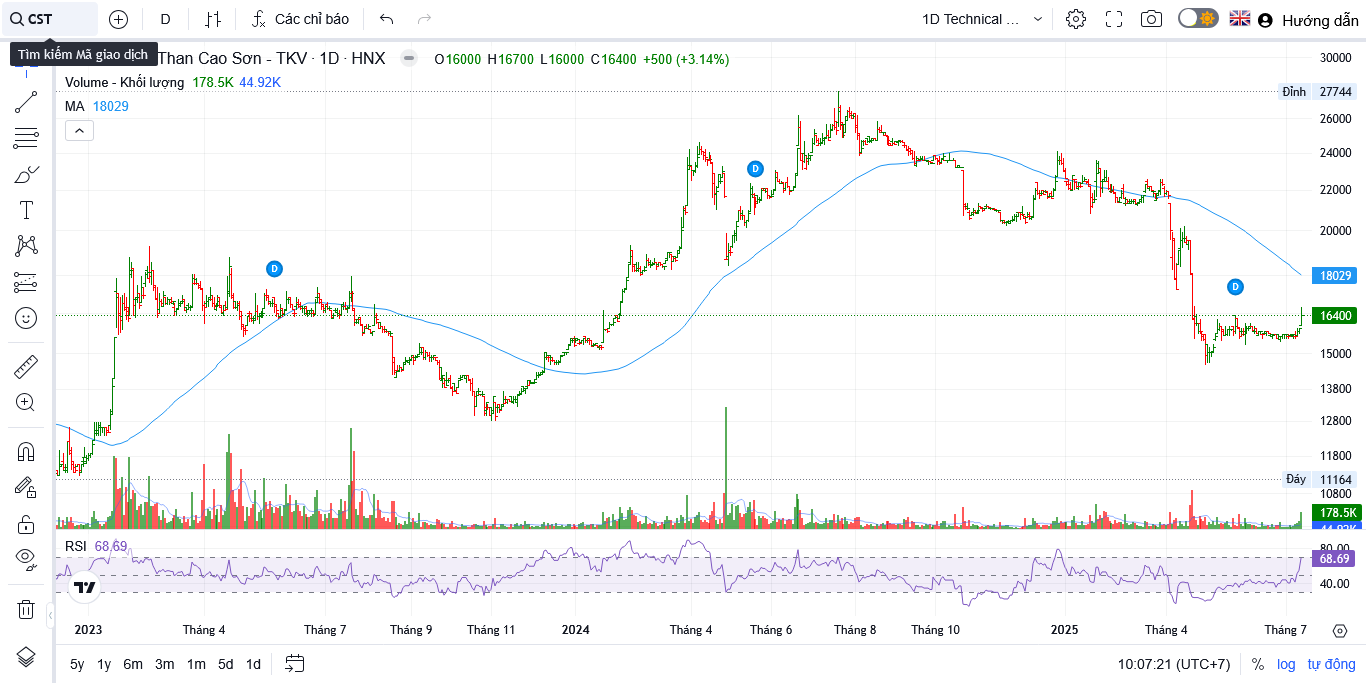 CST D Các chỉ báo 1D Technical ... Hướng dẫn
Tìm kiếm Mã giao dịch
Than Cao Sơn - TKV · 1D · HNX O16000 H16700 L16000 C16400 +500 (+3.14%)
Volume - Khối lượng 178.5K 44.92K
MA 18029
30000
Đỉnh 27744
26000
24000
22000
20000
18029
16400
15000
13800
12800
11800
Đáy 11164
10800
178.5K
44.92K
D
D
D
RSI 68.69
80.00
68.69
40.00
2023 Tháng 4 Tháng 7 Tháng 9 Tháng 11 2024 Tháng 4 Tháng 6 Tháng 8 Tháng 10 2025 Tháng 4 Tháng 7
5y 1y 6m 3m 1m 5d 1d 10:07:21 (UTC+7) % log tự động